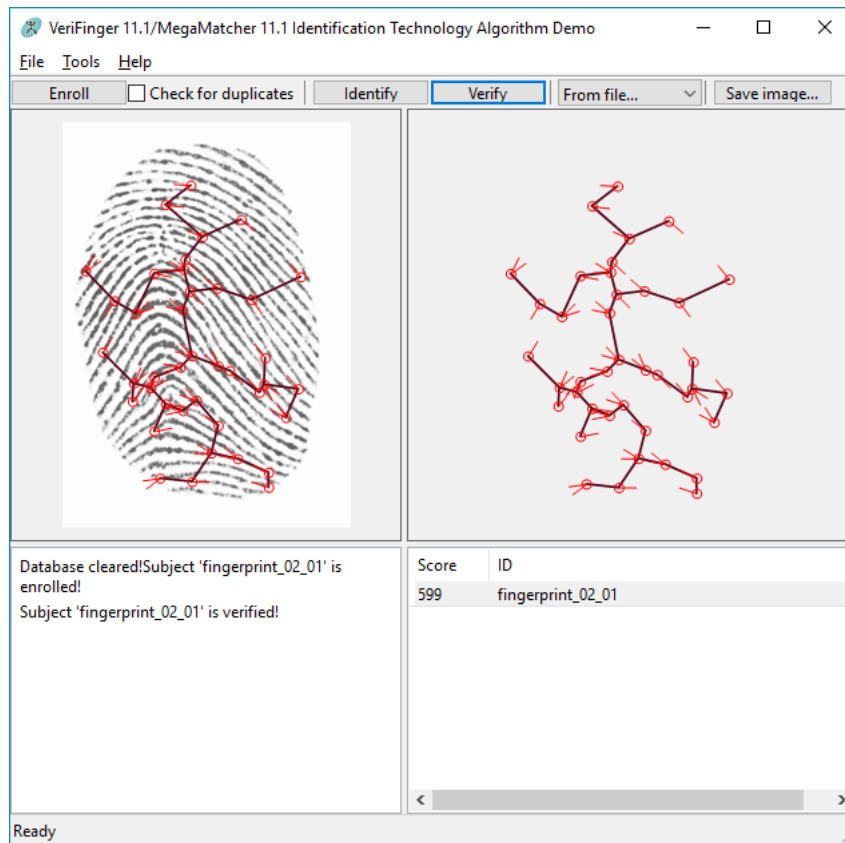 VeriFinger 11.1/MegaMatcher 11.1 Identification Technology Algorithm Demo
File Tools Help
Enroll Check for duplicates Identify Verify From file... Save image...
Database cleared!Subject 'fingerprint_02_01' is
enrolled!
Subject 'fingerprint_02_01' is verified!
Score ID
599 fingerprint_02_01
Ready